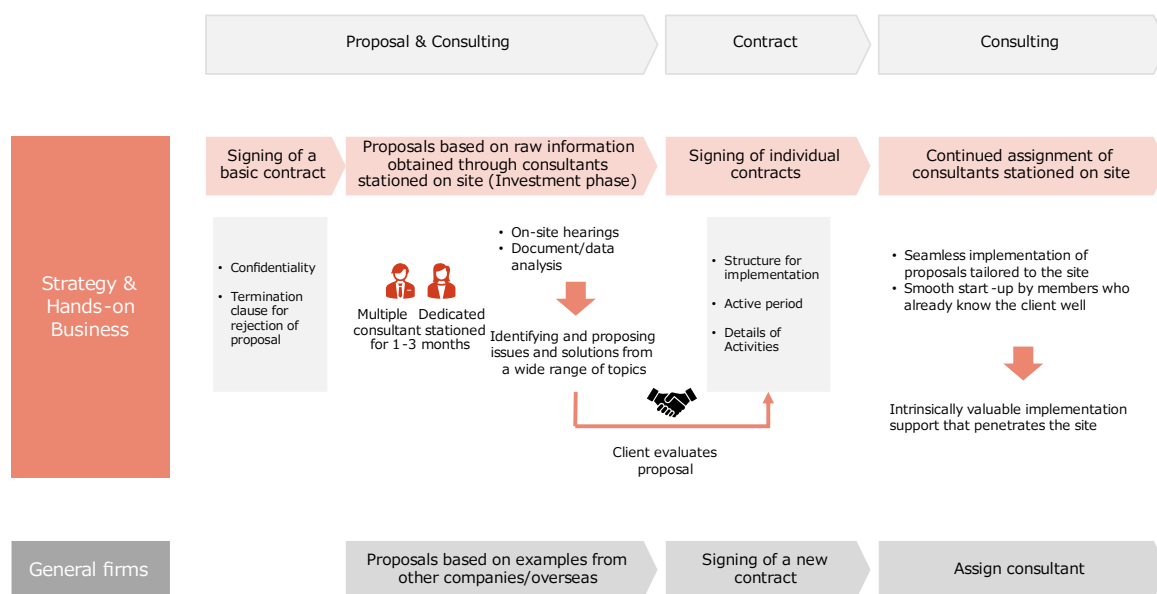 Proposal & Consulting
Contract
Consulting
Strategy &
Hands-on
Business
Signing of a
basic contract
Proposals based on raw information
obtained through consultants
stationed on site (Investment phase)
Signing of individual
contracts
Continued assignment of
consultants stationed on site
• Confidentiality
• Termination
clause for
rejection of
proposal
Multiple Dedicated
consultant stationed
for 1-3 months
• On-site hearings
• Document/data
analysis
Identifying and proposing
issues and solutions from
a wide range of topics
Client evaluates
proposal
• Structure for
implementation
• Active period
• Details of
Activities
• Seamless implementation of
proposals tailored to the site
• Smooth start-up by members who
already know the client well
Intrinsically valuable implementation
support that penetrates the site
General firms
Proposals based on examples from
other companies/overseas
Signing of a new
contract
Assign consultant